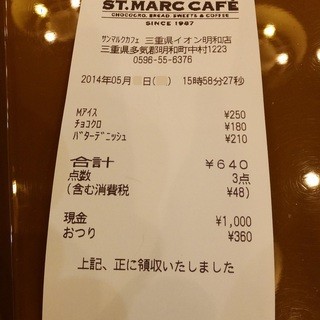 ST.MARC CAFÉ
CHOCOCRO, BREAD, SWEETS & COFFEE
SINCE 1987
サンマルクカフェ 三重県イオン明和店
三重県多気郡明和町中村1223
0596-55-6376
2014年05月 日( ) 15時58分27秒
Mアイス ¥250
チョコクロ ¥180
バターデニッシュ ¥210
合計 ¥640
点数 3点
(含む消費税 ¥48)
現金 ¥1,000
おつり ¥360
上記、正に領収いたしました